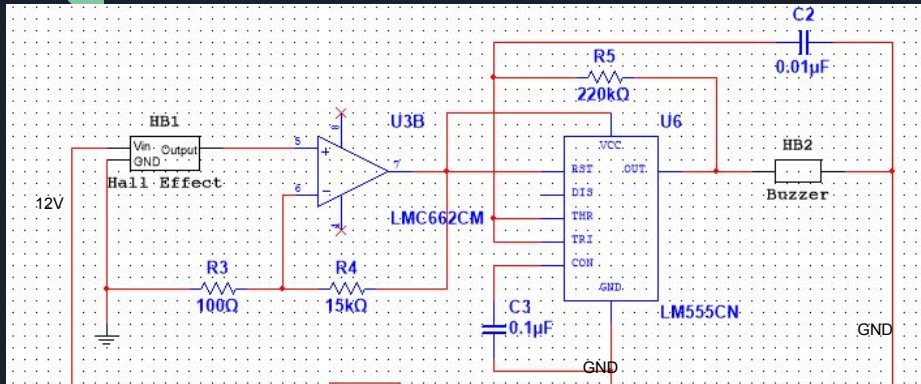 C2
0.01µF
R5
220kΩ
HB1
Vin Output
GND
Hall Effect
12V
U3B
8
5
+
7
6
−
4
LMC662CM
R3
100Ω
R4
15kΩ
U6
VCC
RST OUT
DIS
THR
TRI
CON
GND
LM555CN
HB2
Buzzer
C3
0.1µF
GND
GND